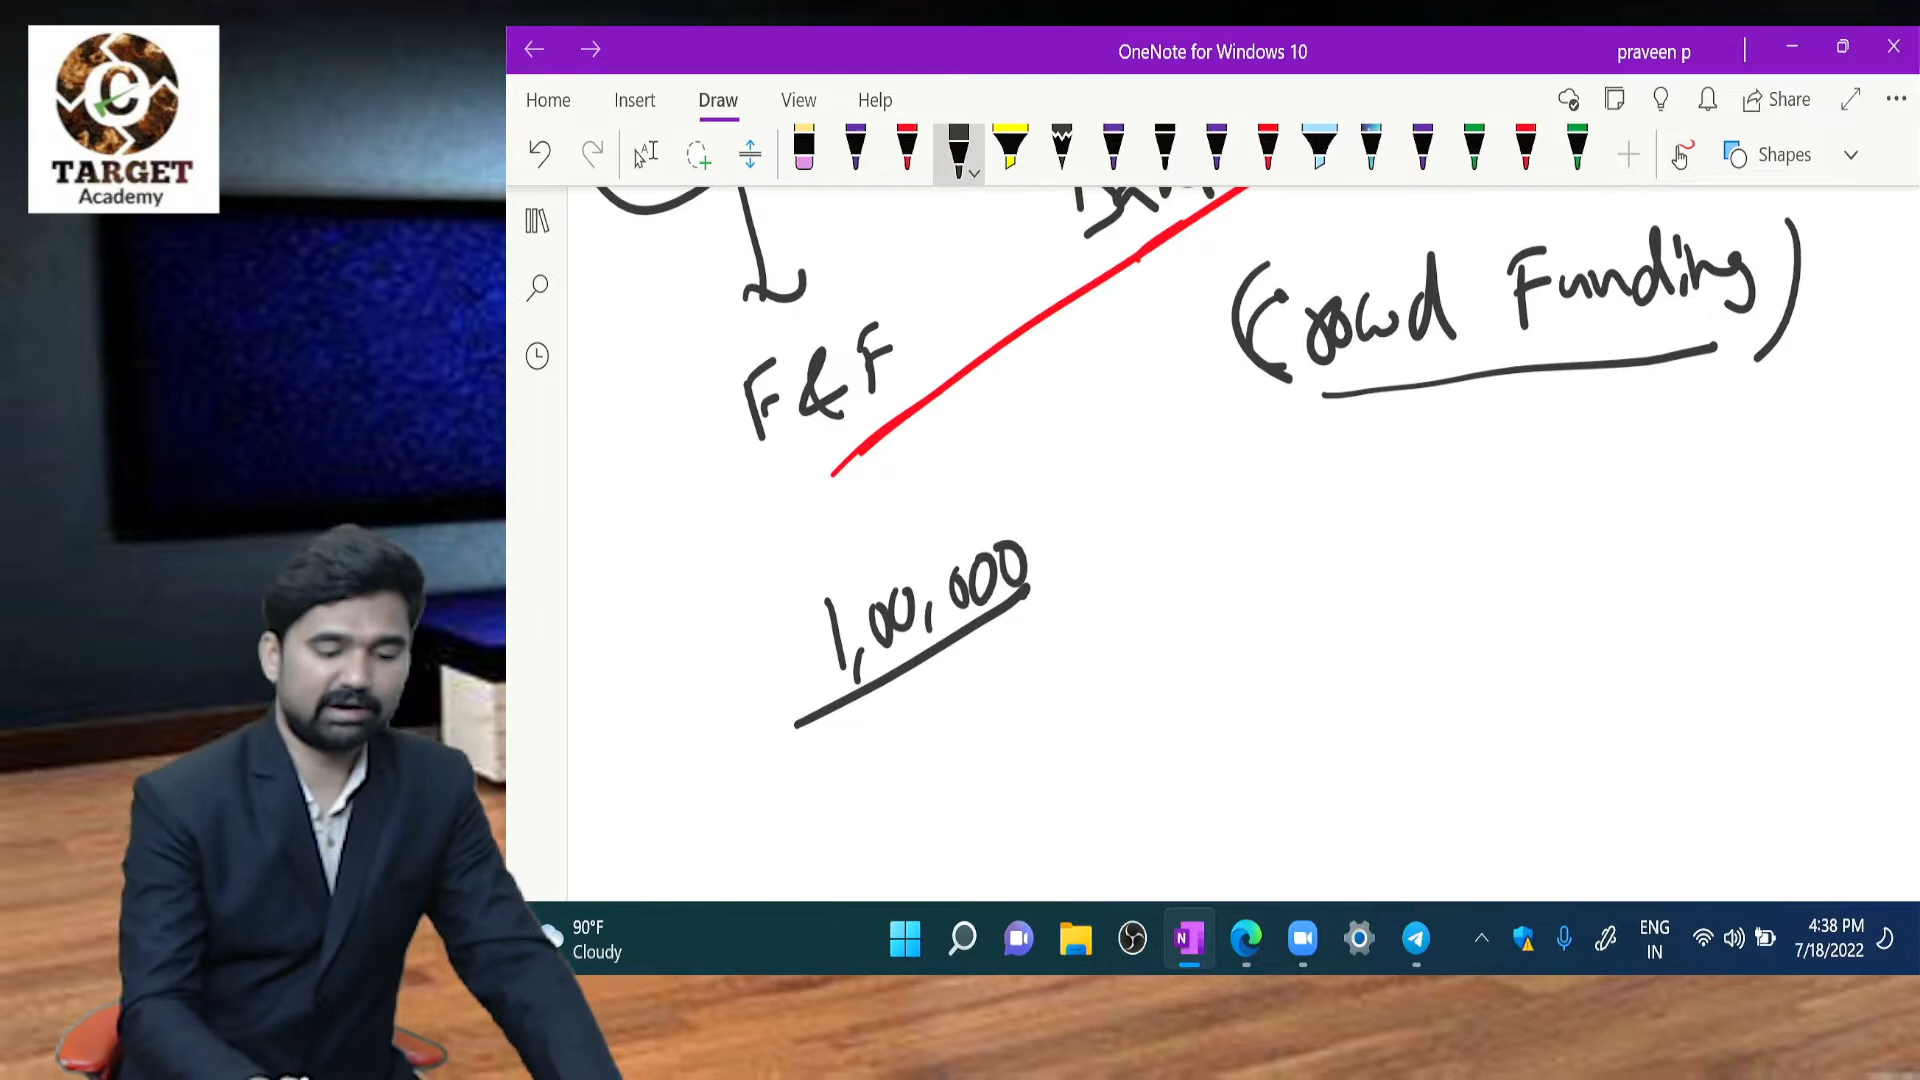 TARGET
Academy
OneNote for Windows 10
praveen p
Home
Insert
Draw
View
Help
Share
Shapes
(Crowd Funding)
F & F
1,00,000
90°F
Cloudy
ENG
IN
4:38 PM
7/18/2022